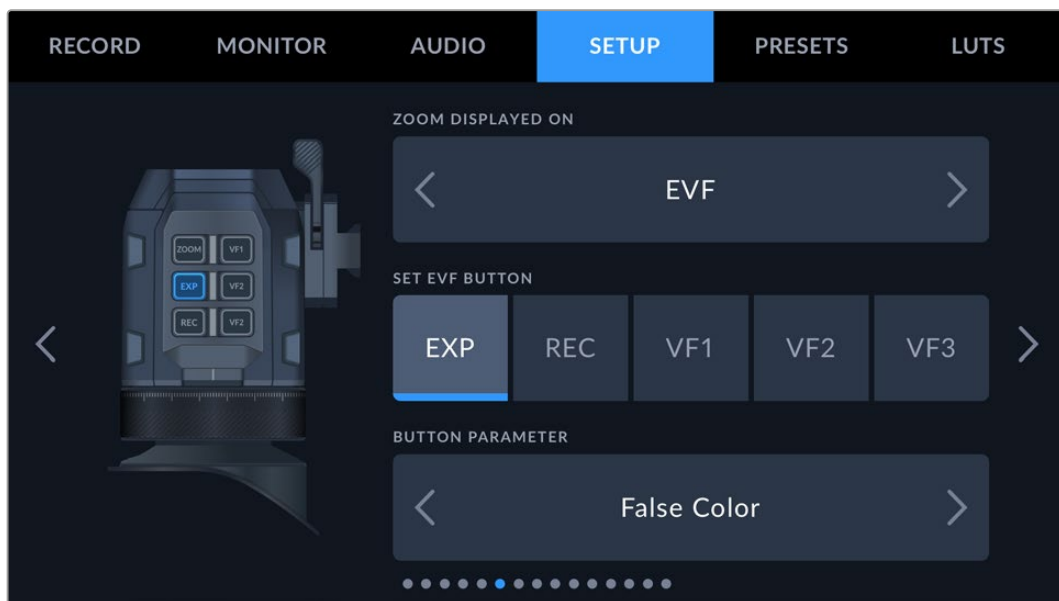 RECORD MONITOR AUDIO SETUP PRESETS LUTS
ZOOM DISPLAYED ON
EVF
SET EVF BUTTON
EXP REC VF1 VF2 VF3
BUTTON PARAMETER
False Color
ZOOM VF1
EXP VF2
REC VF2